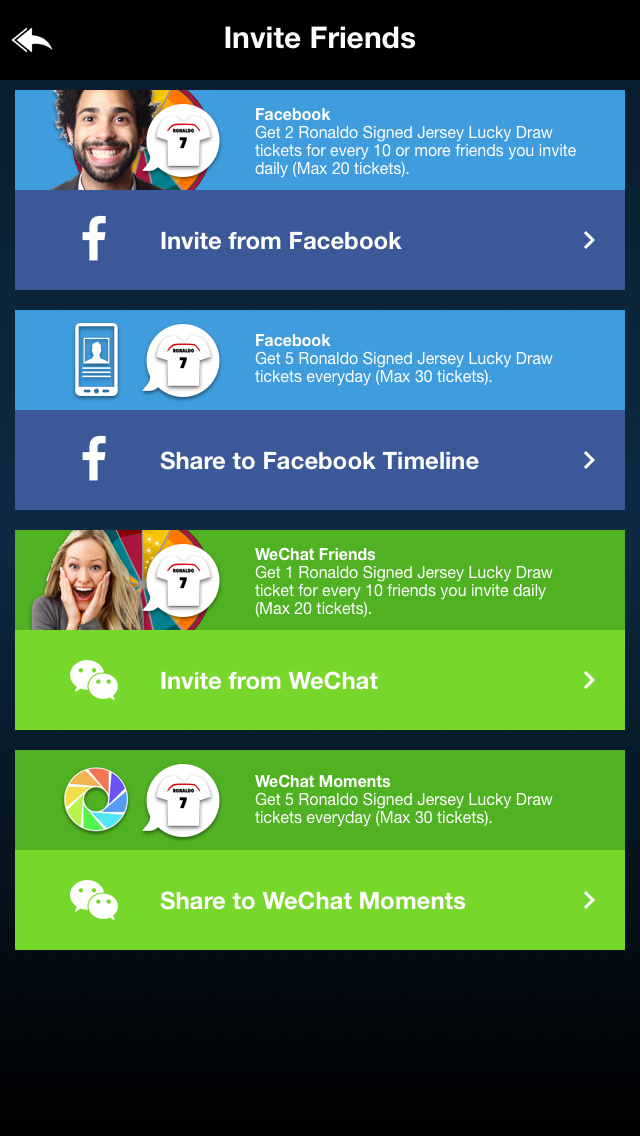 Invite Friends
RONALDO
7
Facebook
Get 2 Ronaldo Signed Jersey Lucky Draw
tickets for every 10 or more friends you invite
daily (Max 20 tickets).
Invite from Facebook
RONALDO
7
Facebook
Get 5 Ronaldo Signed Jersey Lucky Draw
tickets everyday (Max 30 tickets).
Share to Facebook Timeline
RONALDO
7
WeChat Friends
Get 1 Ronaldo Signed Jersey Lucky Draw
ticket for every 10 friends you invite daily
(Max 20 tickets).
Invite from WeChat
RONALDO
7
WeChat Moments
Get 5 Ronaldo Signed Jersey Lucky Draw
tickets everyday (Max 30 tickets).
Share to WeChat Moments